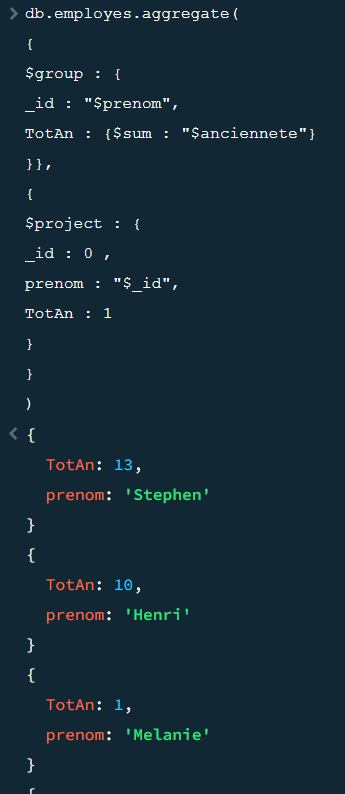 > db.employes.aggregate(
{
$group : {
_id : "$prenom",
TotAn : {$sum : "$anciennete"}
}},
{
$project : {
_id : 0 ,
prenom : "$_id",
TotAn : 1
}
}
)
< {
TotAn: 13,
prenom: 'Stephen'
}
{
TotAn: 10,
prenom: 'Henri'
}
{
TotAn: 1,
prenom: 'Melanie'
}
{